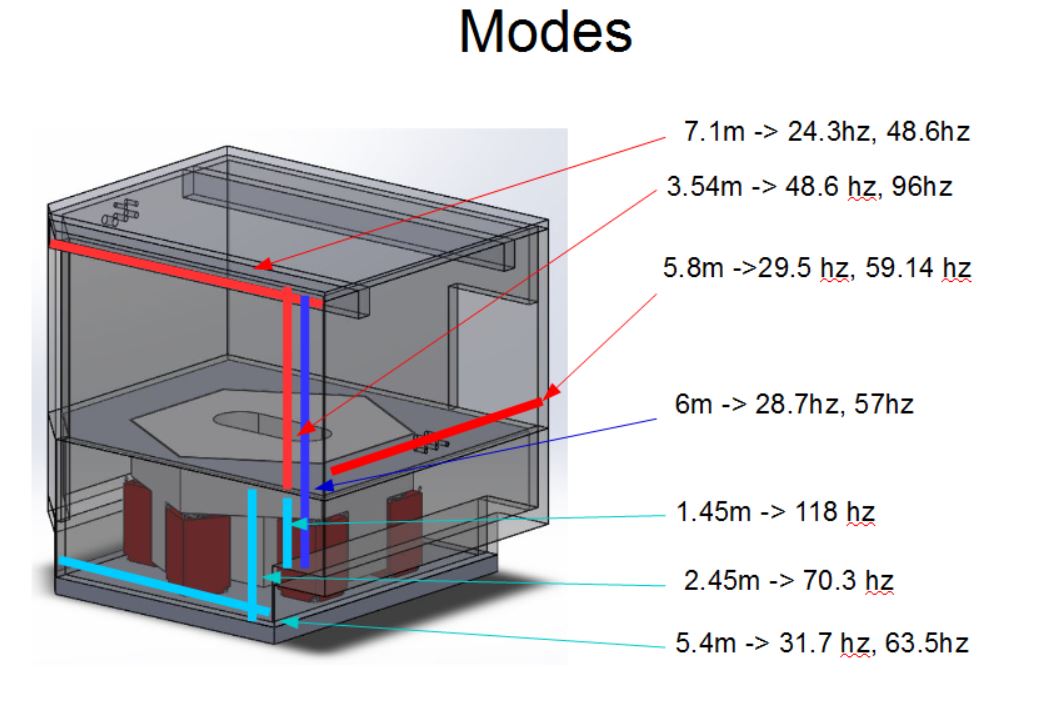 Modes
7.1m -> 24.3hz, 48.6hz
3.54m -> 48.6 hz, 96hz
5.8m ->29.5 hz, 59.14 hz
6m -> 28.7hz, 57hz
1.45m -> 118 hz
2.45m -> 70.3 hz
5.4m -> 31.7 hz, 63.5hz